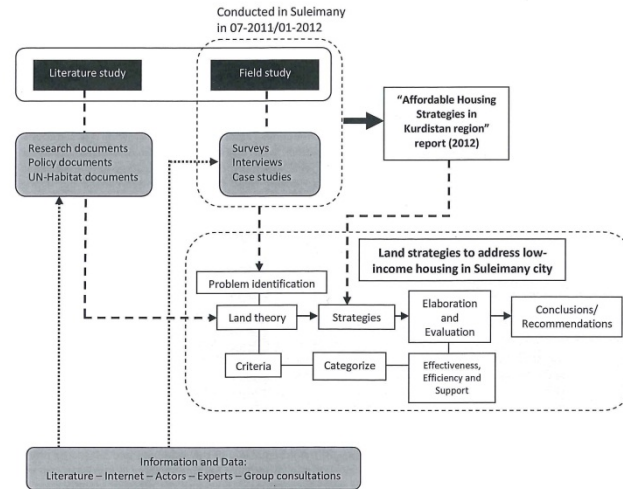 Conducted in Suleimany
in 07-2011/01-2012
Literature study
Field study
"Affordable Housing
Strategies in
Kurdistan region"
report (2012)
Research documents
Policy documents
UN-Habitat documents
Surveys
Interviews
Case studies
Land strategies to address low-
income housing in Suleimany city
Problem identification
Land theory
Strategies
Elaboration
and
Evaluation
Conclusions/
Recommendations
Criteria
Categorize
Effectiveness,
Efficiency and
Support
Information and Data:
Literature – Internet – Actors – Experts – Group consultations